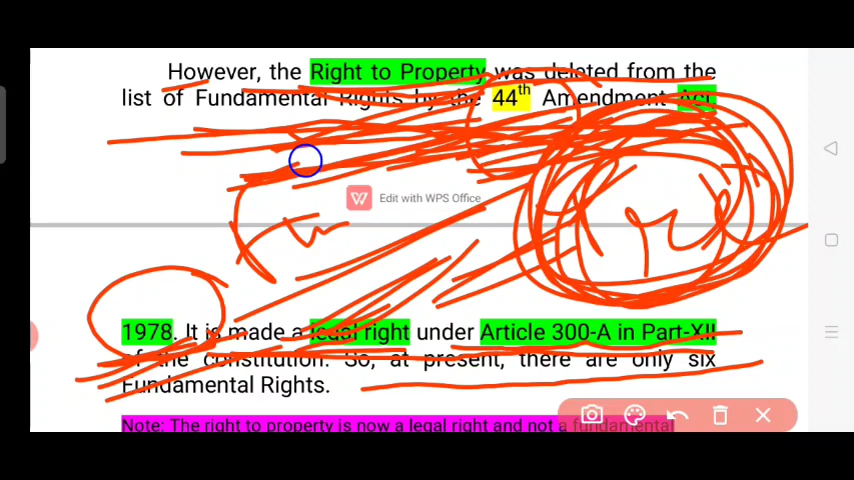 However, the Right to Property was deleted from the
list of Fundamental Rights by the 44th Amendment Act,
Edit with WPS Office
1978. It is made a legal right under Article 300-A in Part-XII
of the constitution. So, at present, there are only six
Fundamental Rights.
Note: The right to property is now a legal right and not a fundamental